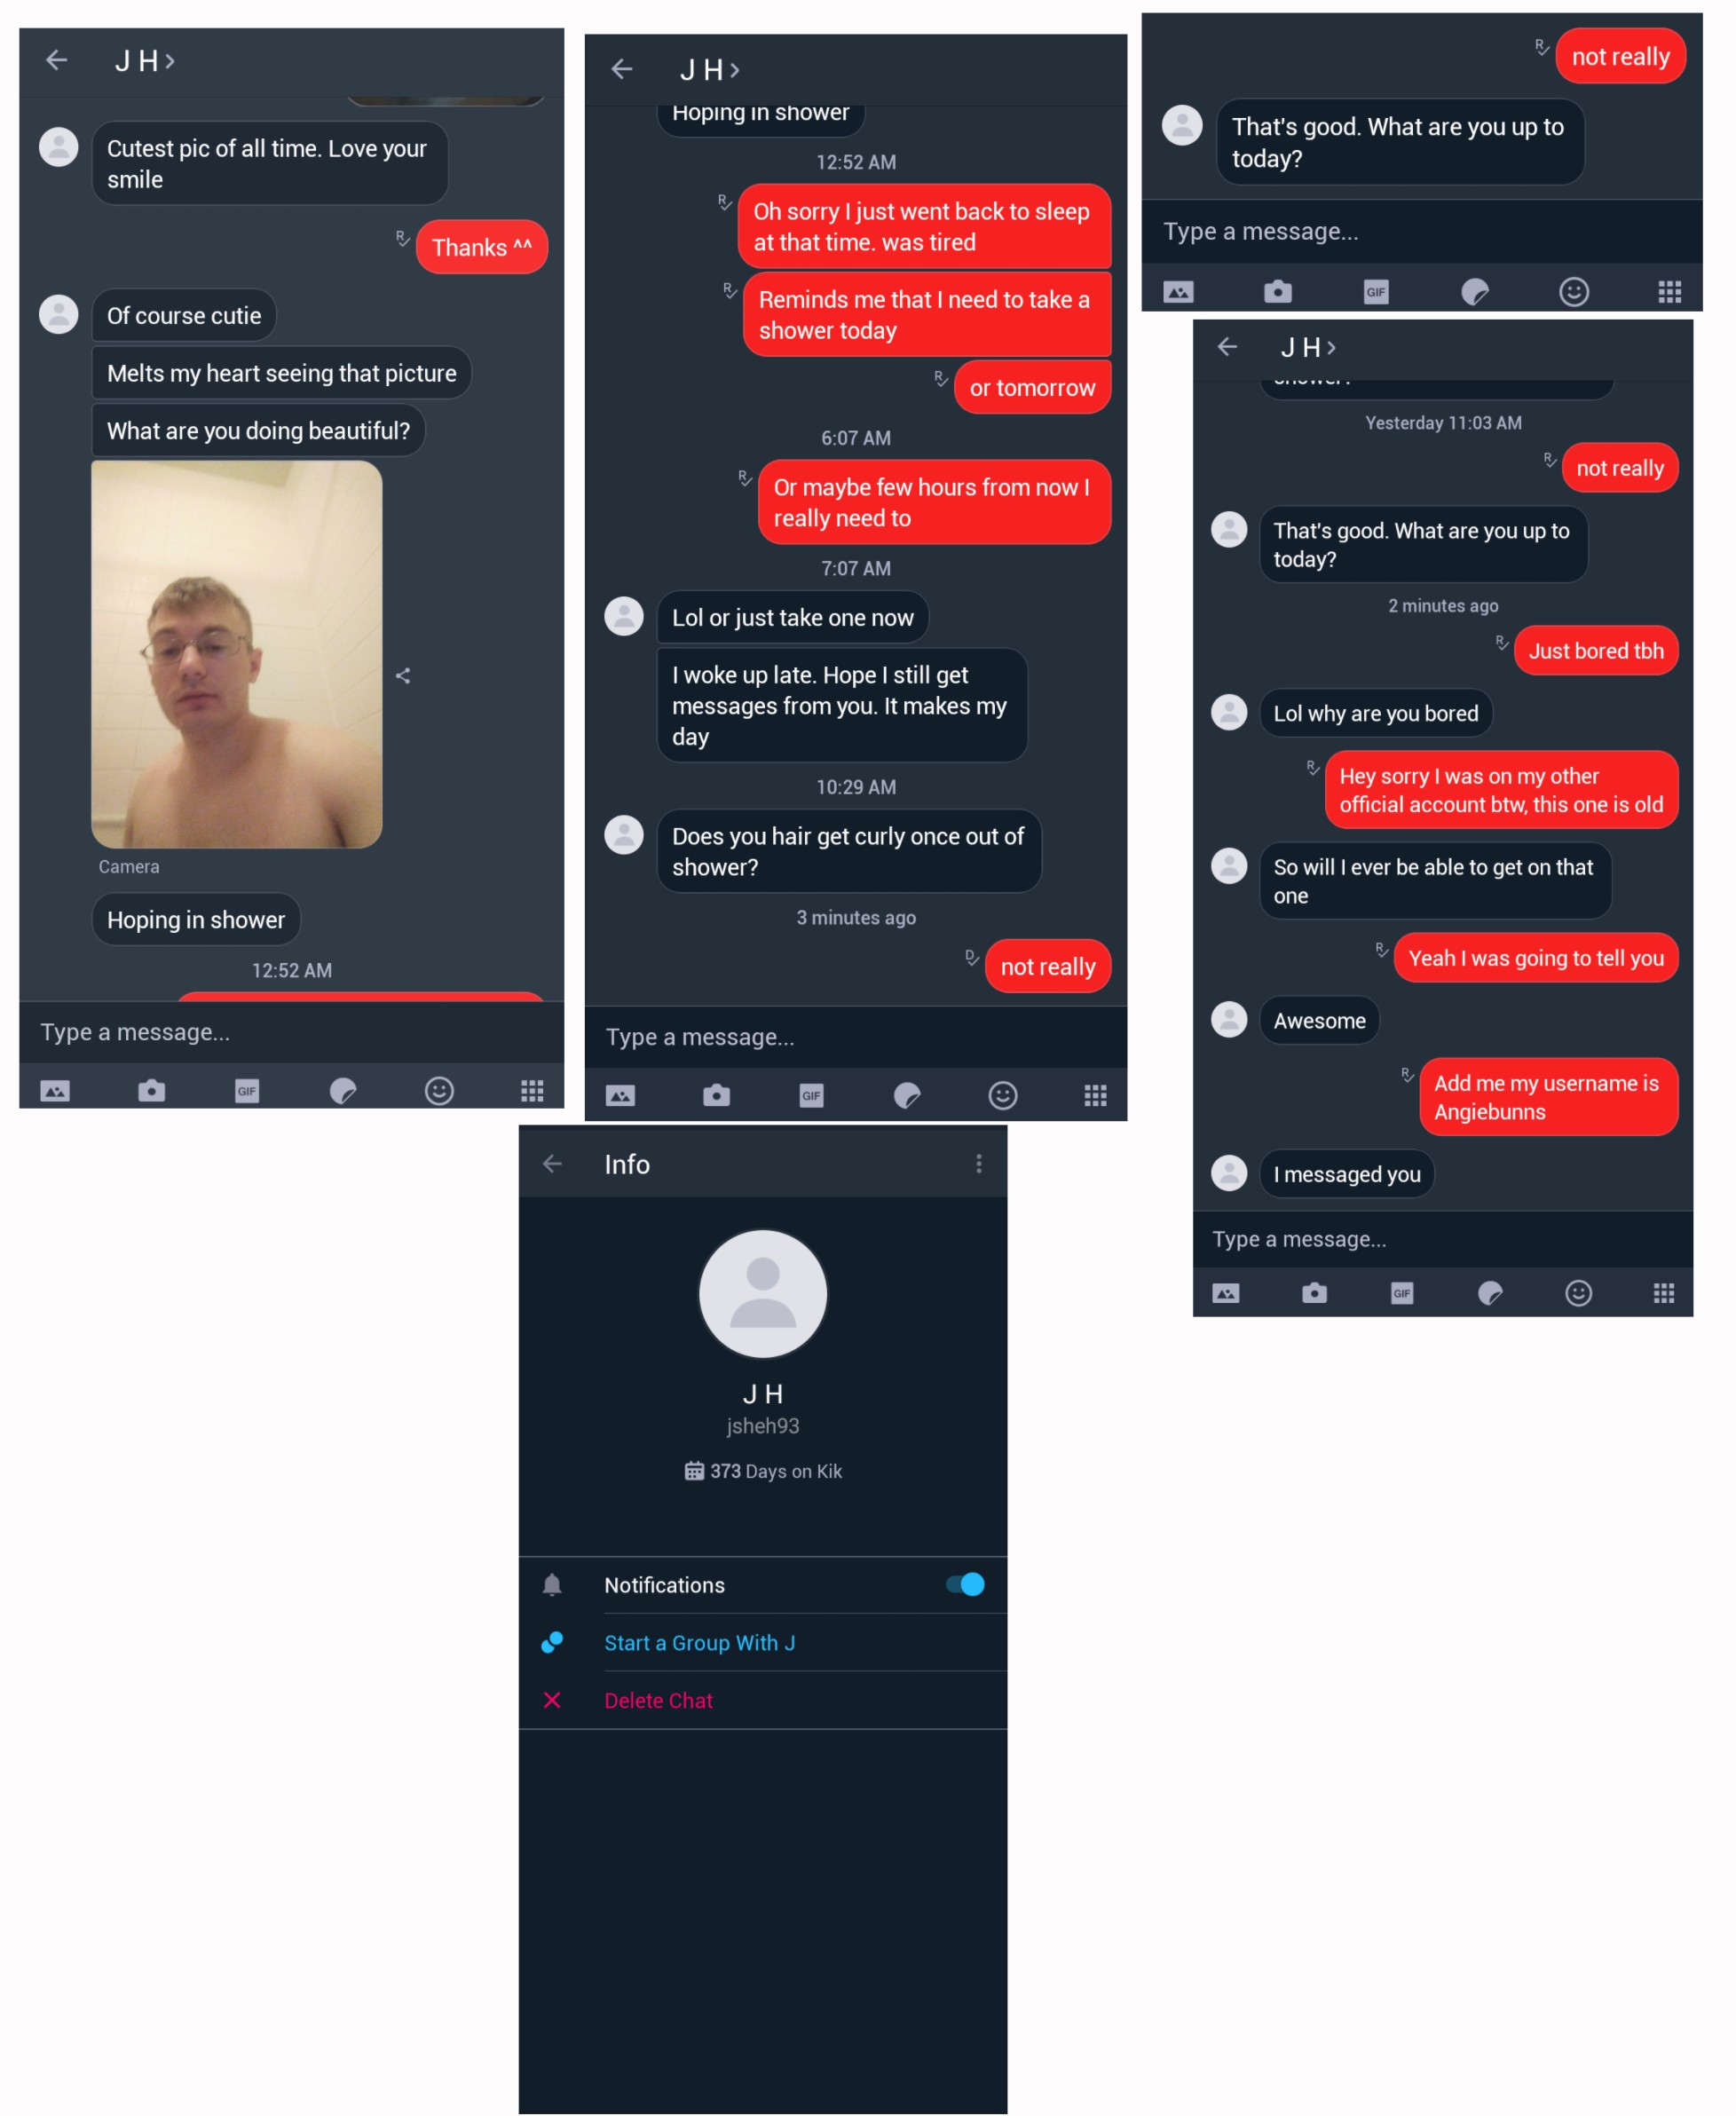 J H
Cutest pic of all time. Love your
smile
R
Thanks ^^
Of course cutie
Melts my heart seeing that picture
What are you doing beautiful?
Camera
Hoping in shower
12:52 AM
Type a message...
GIF
J H
Hoping in shower
12:52 AM
R
Oh sorry I just went back to sleep
at that time. was tired
R
Reminds me that I need to take a
shower today
R
or tomorrow
6:07 AM
R
Or maybe few hours from now I
really need to
7:07 AM
Lol or just take one now
I woke up late. Hope I still get
messages from you. It makes my
day
10:29 AM
Does you hair get curly once out of
shower?
3 minutes ago
D
not really
Type a message...
GIF
R
not really
That's good. What are you up to
today?
Type a message...
GIF
J H
shower?
Yesterday 11:03 AM
R
not really
That's good. What are you up to
today?
2 minutes ago
R
Just bored tbh
Lol why are you bored
R
Hey sorry I was on my other
official account btw, this one is old
So will I ever be able to get on that
one
R
Yeah I was going to tell you
Awesome
R
Add me my username is
Angiebunns
I messaged you
Type a message...
GIF
Info
J H
jsheh93
373 Days on Kik
Notifications
Start a Group With J
Delete Chat